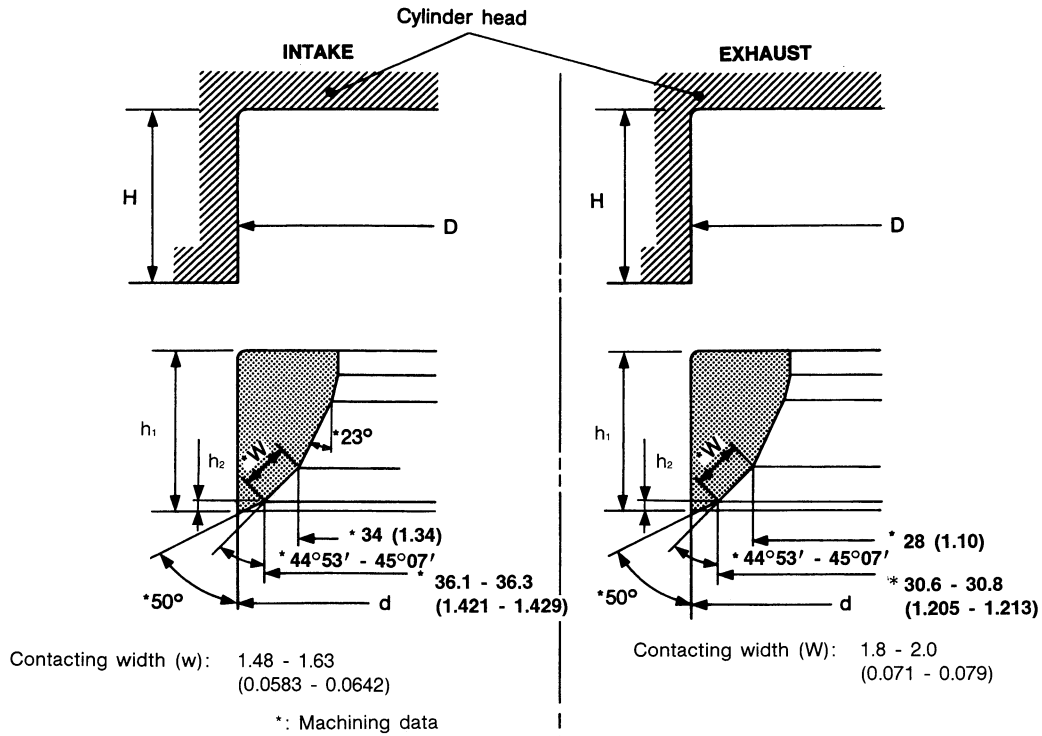 Cylinder head
INTAKE
EXHAUST
H
D
H
D
h₁
h₂
*W
*23°
* 34 (1.34)
* 44°53′ - 45°07′
* 36.1 - 36.3
(1.421 - 1.429)
*50°
d
h₁
h₂
*W
* 28 (1.10)
* 44°53′ - 45°07′
* 30.6 - 30.8
(1.205 - 1.213)
*50°
d
Contacting width (w): 1.48 - 1.63
(0.0583 - 0.0642)
Contacting width (W): 1.8 - 2.0
(0.071 - 0.079)
*: Machining data